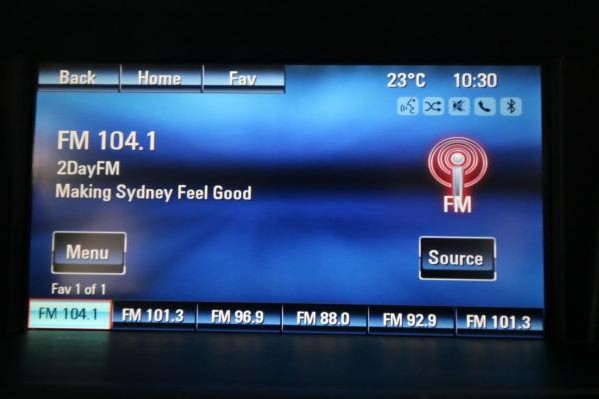 Back Home Fav 23°C 10:30
FM 104.1
2DayFM
Making Sydney Feel Good
FM
Menu Source
Fav 1 of 1
FM 104.1 FM 101.3 FM 96.9 FM 88.0 FM 92.9 FM 101.3